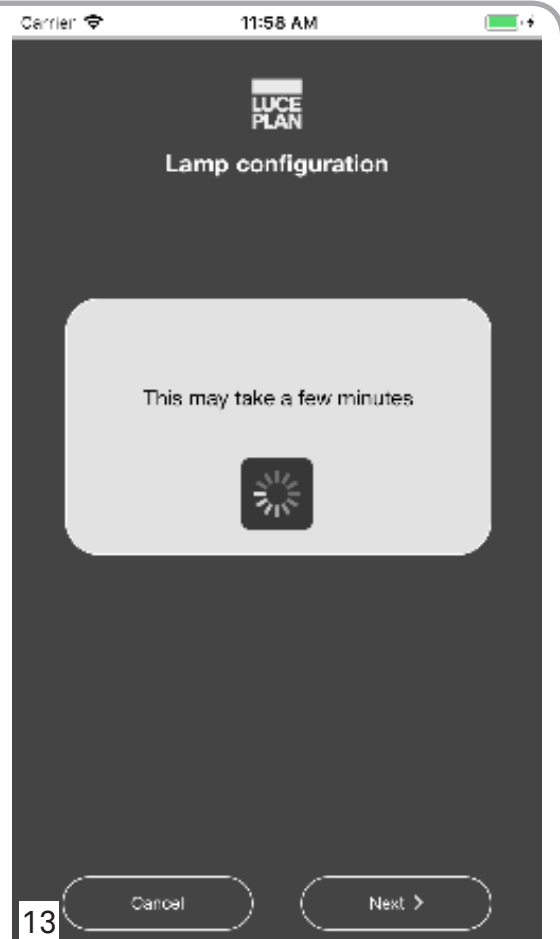 Carrier 11:58 AM
LUCE
PLAN
Lamp configuration
This may take a few minutes
Cancel Next >
13